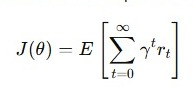 J(θ) = E [ ∑_{t=0}^{∞} γ^t r_t ]